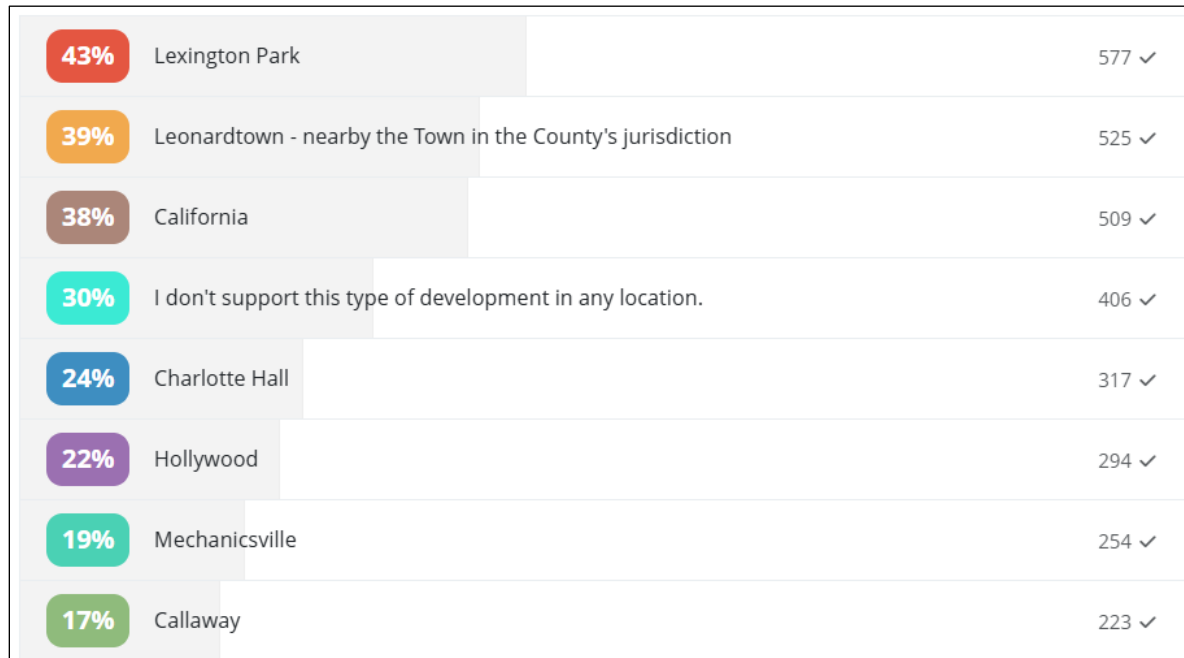 43% Lexington Park 577
39% Leonardtown - nearby the Town in the County's jurisdiction 525
38% California 509
30% I don't support this type of development in any location. 406
24% Charlotte Hall 317
22% Hollywood 294
19% Mechanicsville 254
17% Callaway 223